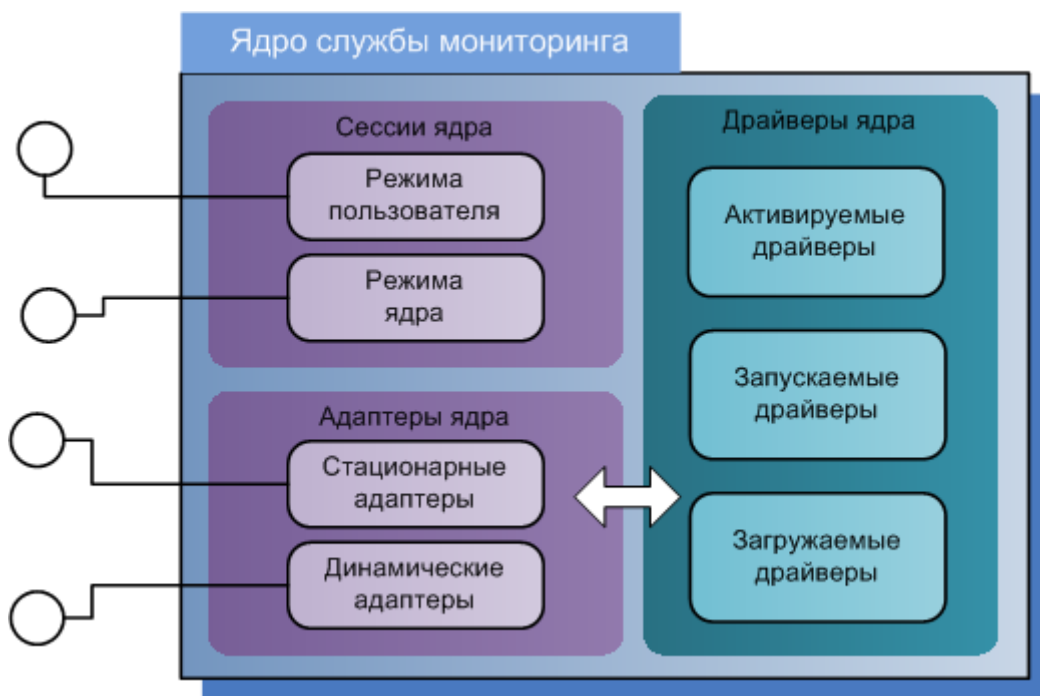 Ядро службы мониторинга
Сессии ядра
Режима
пользователя
Режима
ядра
Адаптеры ядра
Стационарные
адаптеры
Динамические
адаптеры
Драйверы ядра
Активируемые
драйверы
Запускаемые
драйверы
Загружаемые
драйверы